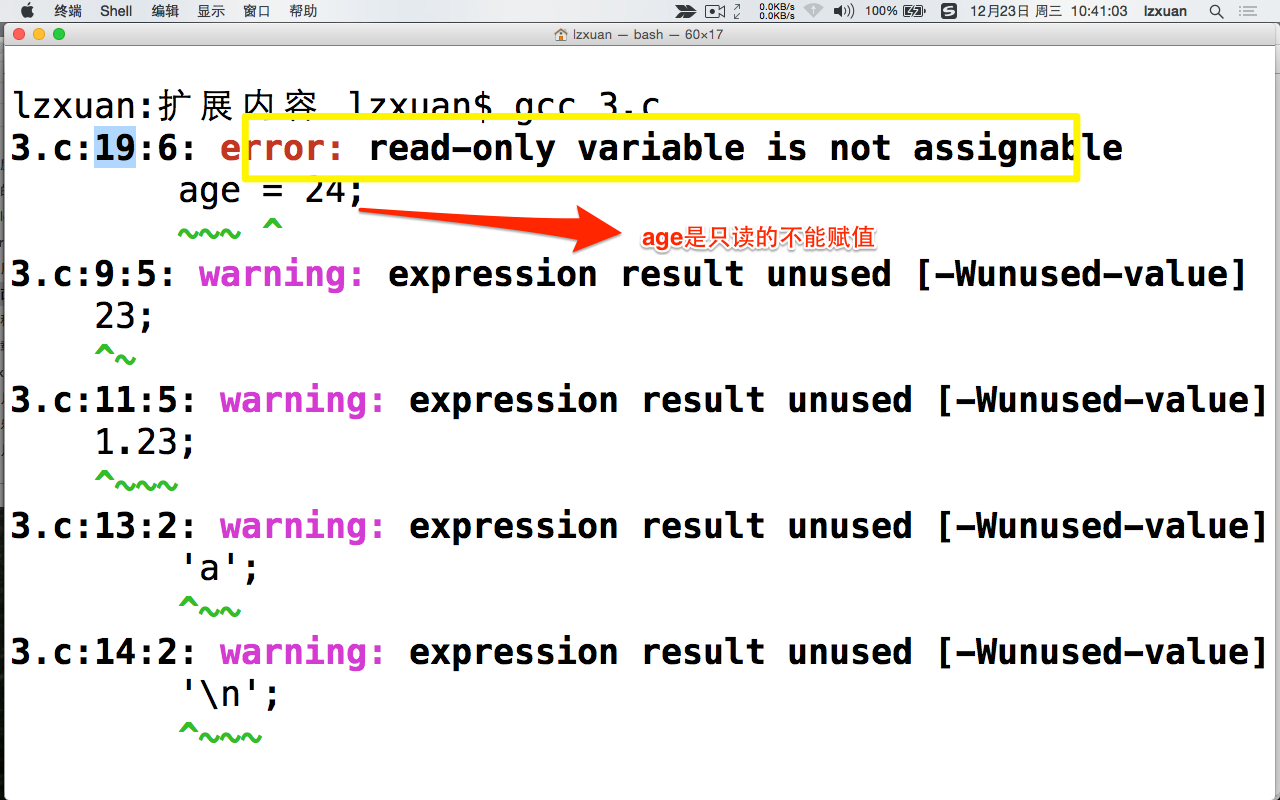 终端 Shell 编辑 显示 窗口 帮助 0.0KB/s 0.0KB/s 100% 12月23日 周三 10:41:03 lzxuan
lzxuan — bash — 60×17
lzxuan:扩展内容 lzxuan$ gcc 3.c
3.c:19:6: error: read-only variable is not assignable
age = 24;
~~~ ^
age是只读的不能赋值
3.c:9:5: warning: expression result unused [-Wunused-value]
23;
^~
3.c:11:5: warning: expression result unused [-Wunused-value]
1.23;
^~~~
3.c:13:2: warning: expression result unused [-Wunused-value]
'a';
^~~
3.c:14:2: warning: expression result unused [-Wunused-value]
'\n';
^~~~